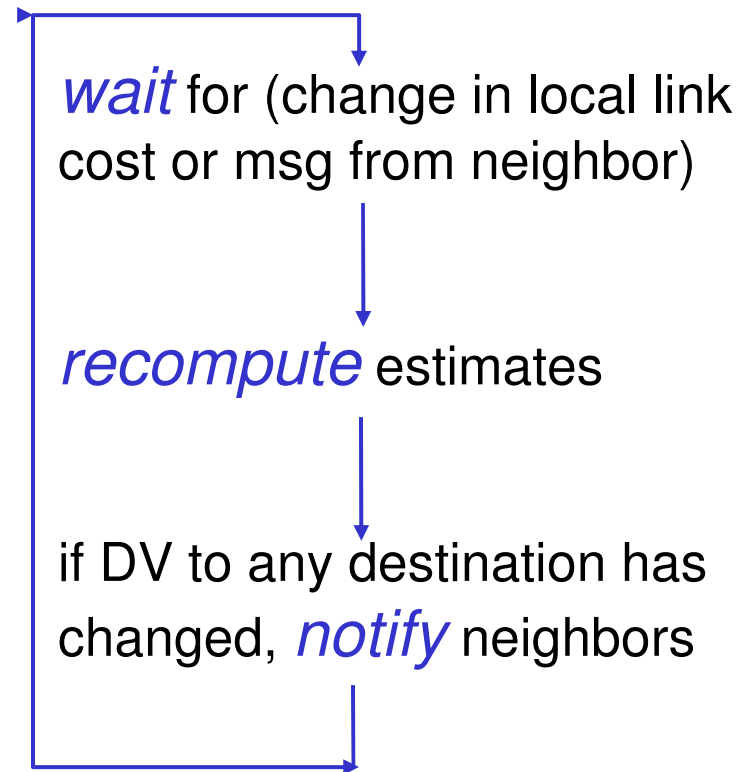 wait for (change in local link
cost or msg from neighbor)
recompute estimates
if DV to any destination has
changed, notify neighbors